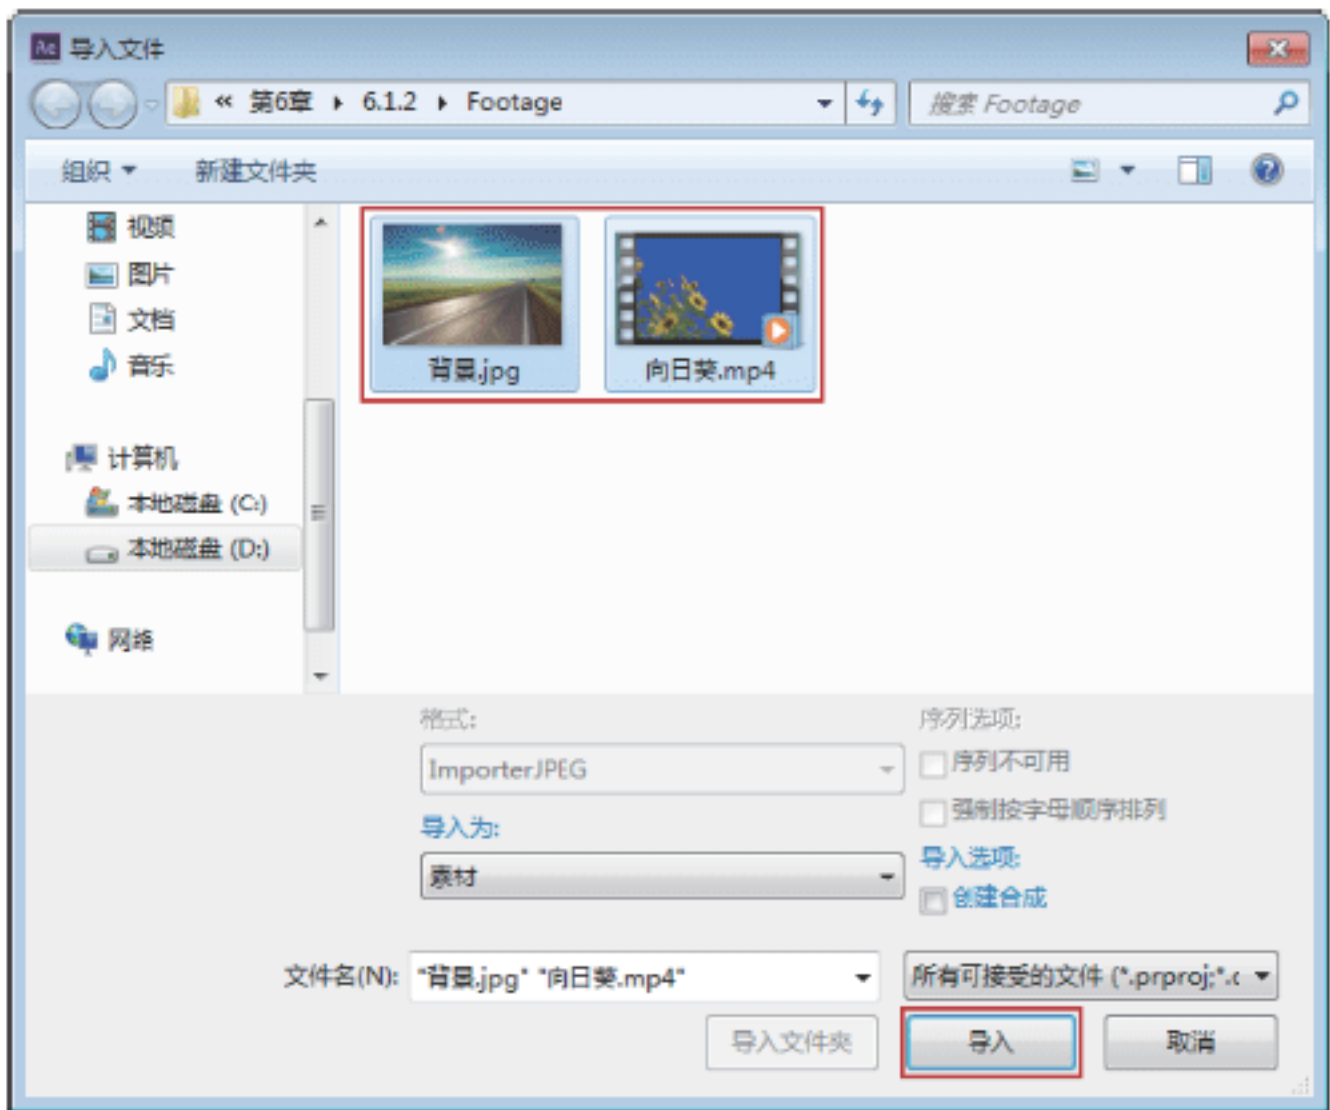 Ae 导入文件
« 第6章 ▸ 6.1.2 ▸ Footage
搜索 Footage
组织
新建文件夹
视频
图片
文档
音乐
计算机
本地磁盘 (C:)
本地磁盘 (D:)
网络
背景.jpg
向日葵.mp4
格式:
ImporterJPEG
导入为:
素材
序列选项:
序列不可用
强制按字母顺序排列
导入选项:
创建合成
文件名(N):
"背景.jpg" "向日葵.mp4"
所有可接受的文件 (*.prproj;*.c
导入文件夹
导入
取消